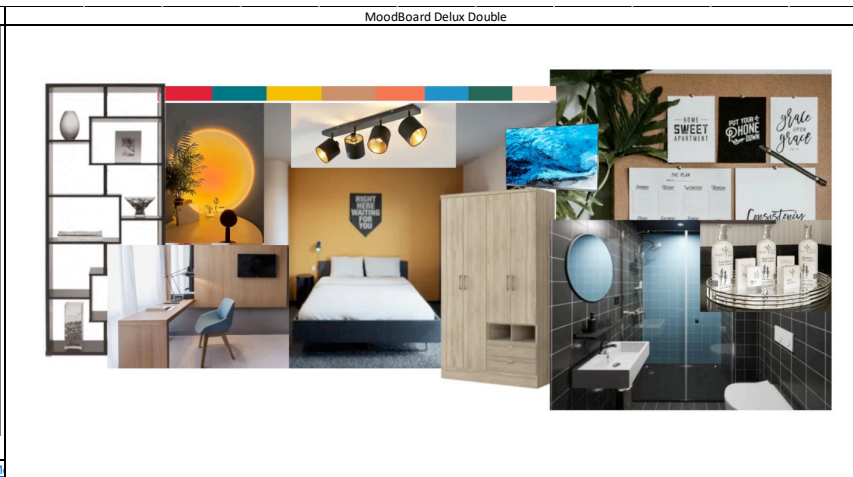 MoodBoard Delux Double
HOME
SWEET
APARTMENT
PUT YOUR
PHONE
DOWN
grace
UPON
grace
THE PLAN
RIGHT
HERE
WAITING
FOR
YOU
Consistency